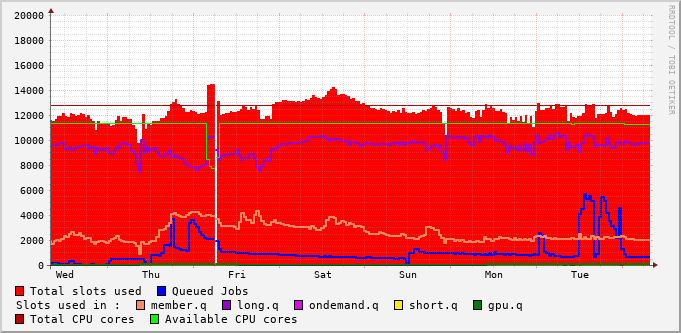 20000
18000
16000
14000
12000
10000
8000
6000
4000
2000
0
Wed Thu Fri Sat Sun Mon Tue
RRDTOOL / TOBI OETIKER
Total slots used Queued Jobs
Slots used in : member.q long.q ondemand.q short.q gpu.q
Total CPU cores Available CPU cores